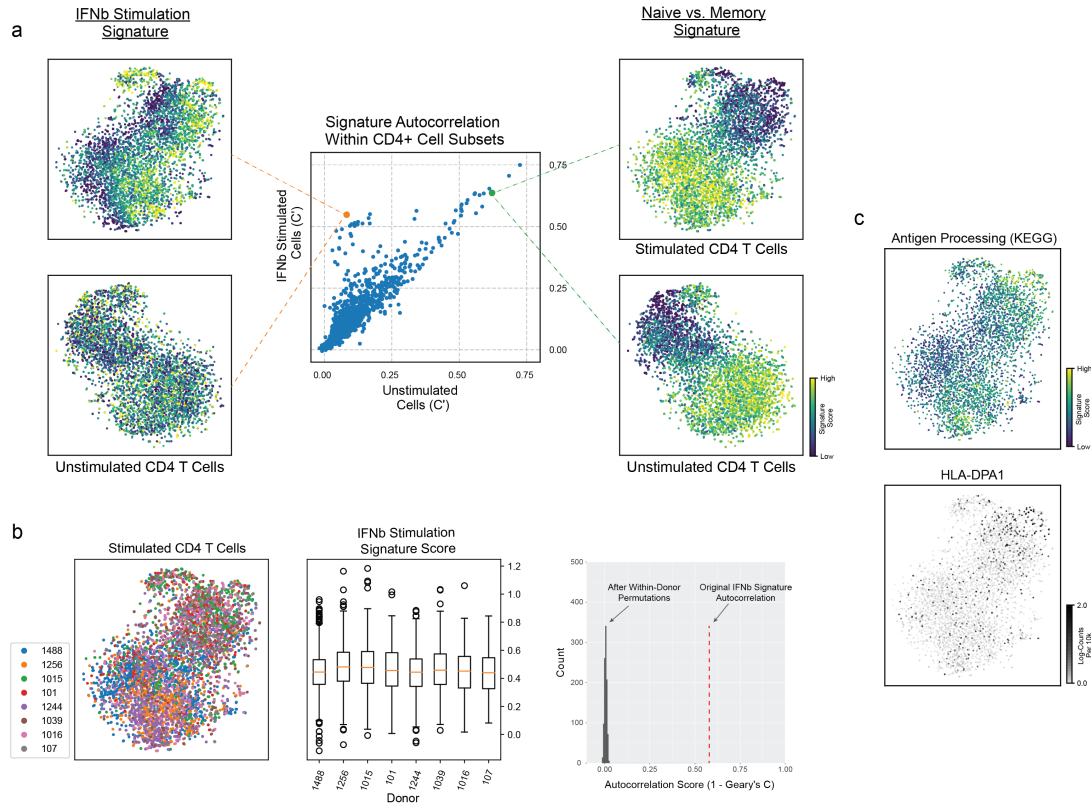 a
IFNb Stimulation
Signature
Naive vs. Memory
Signature
Signature Autocorrelation
Within CD4+ Cell Subsets
IFNb Stimulated
Cells (C')
0.75
0.50
0.25
0.00
0.00
0.25
0.50
0.75
Unstimulated
Cells (C')
Stimulated CD4 T Cells
Unstimulated CD4 T Cells
Unstimulated CD4 T Cells
High
Signature
Score
Low
c
Antigen Processing (KEGG)
High
Signature
Score
Low
HLA-DPA1
2.0
Log-Counts
Per 10k
0.0
b
Stimulated CD4 T Cells
1488
1256
1015
101
1244
1039
1016
107
IFNb Stimulation
Signature Score
1.2
1.0
0.8
0.6
0.4
0.2
0.0
1488
1256
1015
101
1244
1039
1016
107
Donor
500
400
300
200
100
0
Count
After Within-Donor
Permutations
Original IFNb Signature
Autocorrelation
0.00
0.25
0.50
0.75
1.00
Autocorrelation Score (1 - Geary's C)